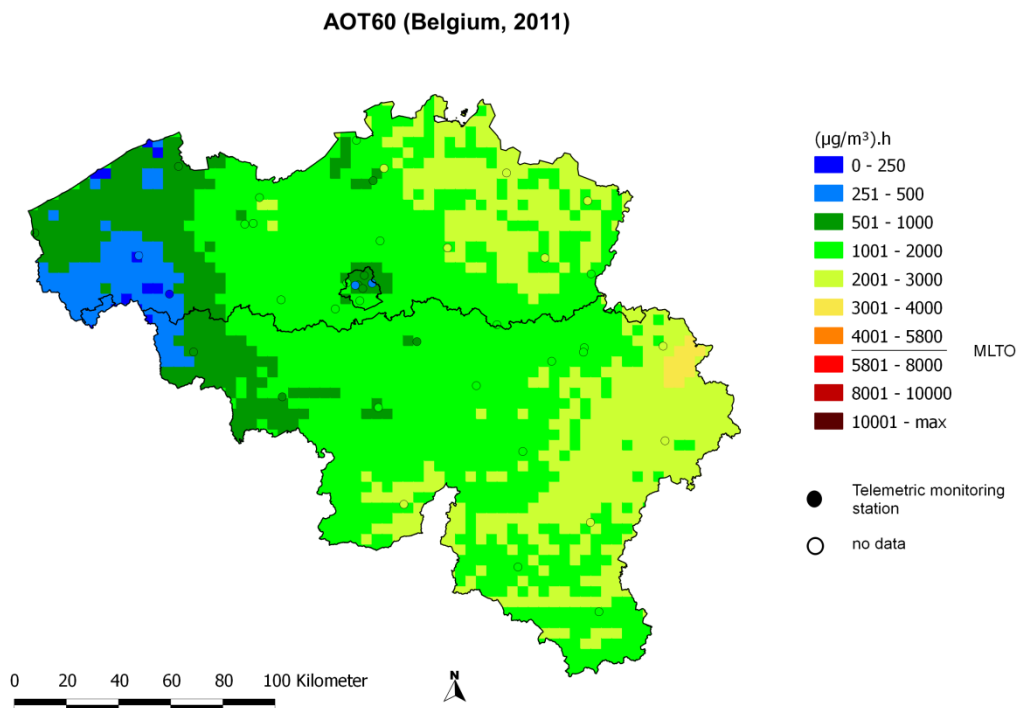 AOT60 (Belgium, 2011)
(µg/m³).h
0 - 250
251 - 500
501 - 1000
1001 - 2000
2001 - 3000
3001 - 4000
4001 - 5800
MLTO
5801 - 8000
8001 - 10000
10001 - max
Telemetric monitoring
station
no data
0 20 40 60 80 100 Kilometer
N